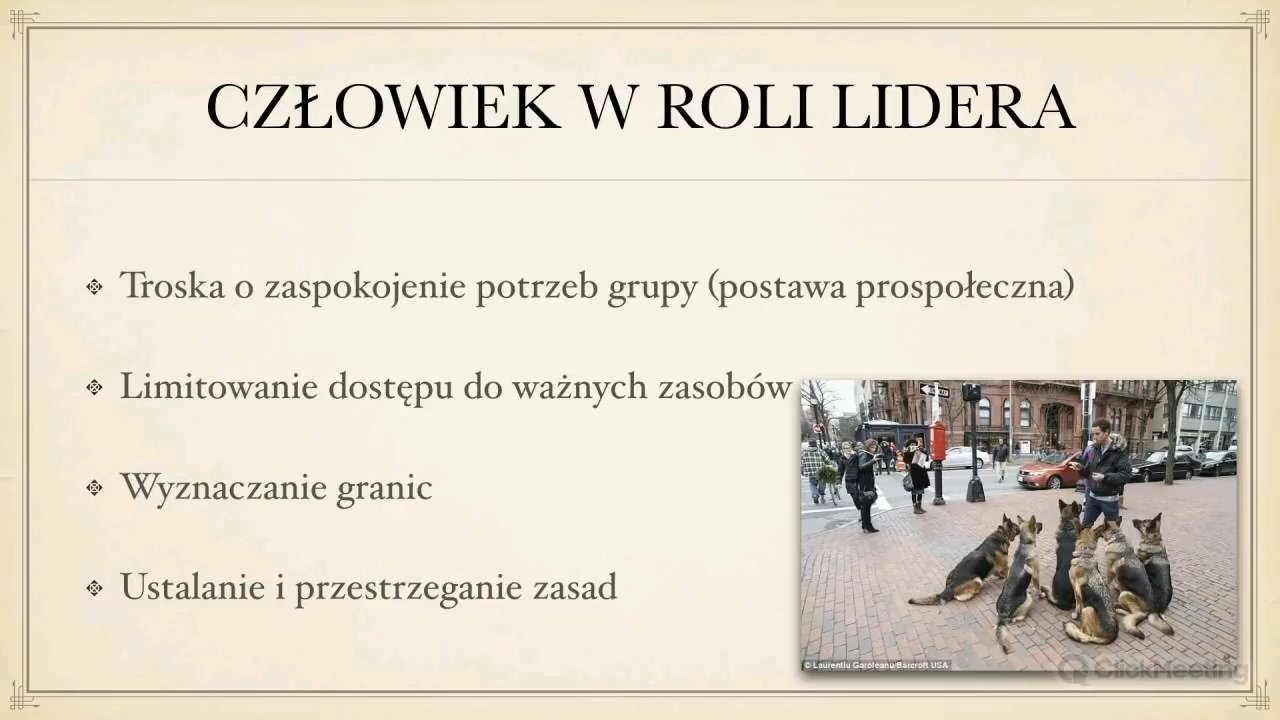 CZŁOWIEK W ROLI LIDERA
Troska o zaspokojenie potrzeb grupy (postawa prospołeczna)
Limitowanie dostępu do ważnych zasobów
Wyznaczanie granic
Ustalanie i przestrzeganie zasad
© Laurentiu Garofeanu/Barcroft USA
ClickMeeting